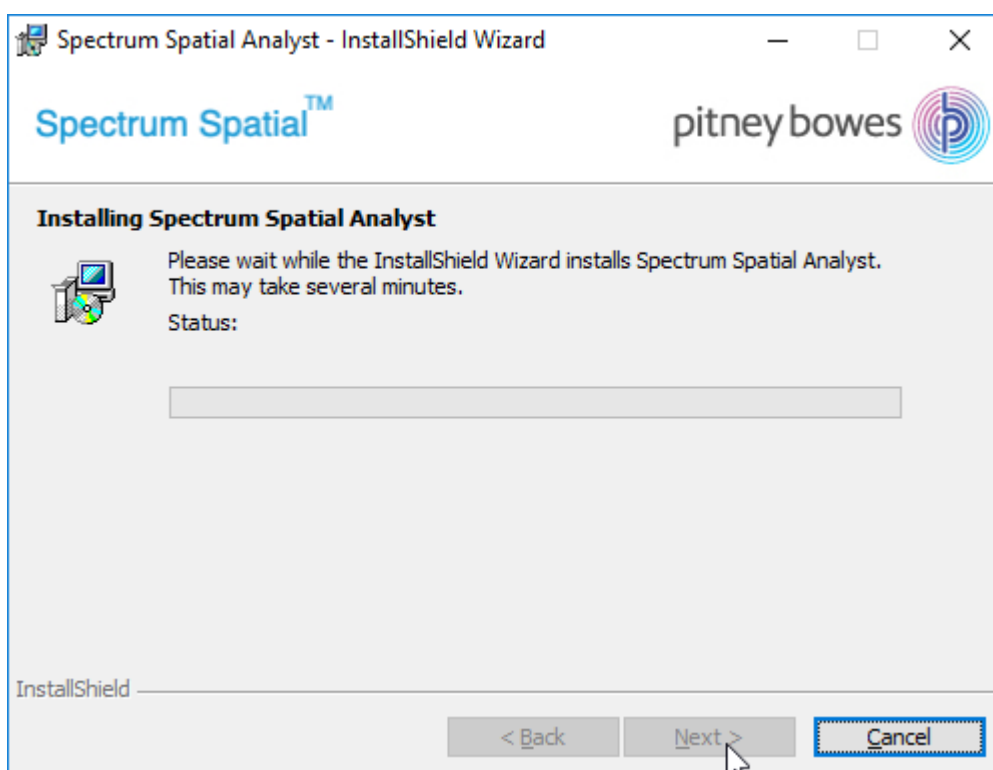 Spectrum Spatial Analyst - InstallShield Wizard
Spectrum Spatial™
pitney bowes
Installing Spectrum Spatial Analyst
Please wait while the InstallShield Wizard installs Spectrum Spatial Analyst.
This may take several minutes.
Status:
InstallShield
< Back
Next >
Cancel